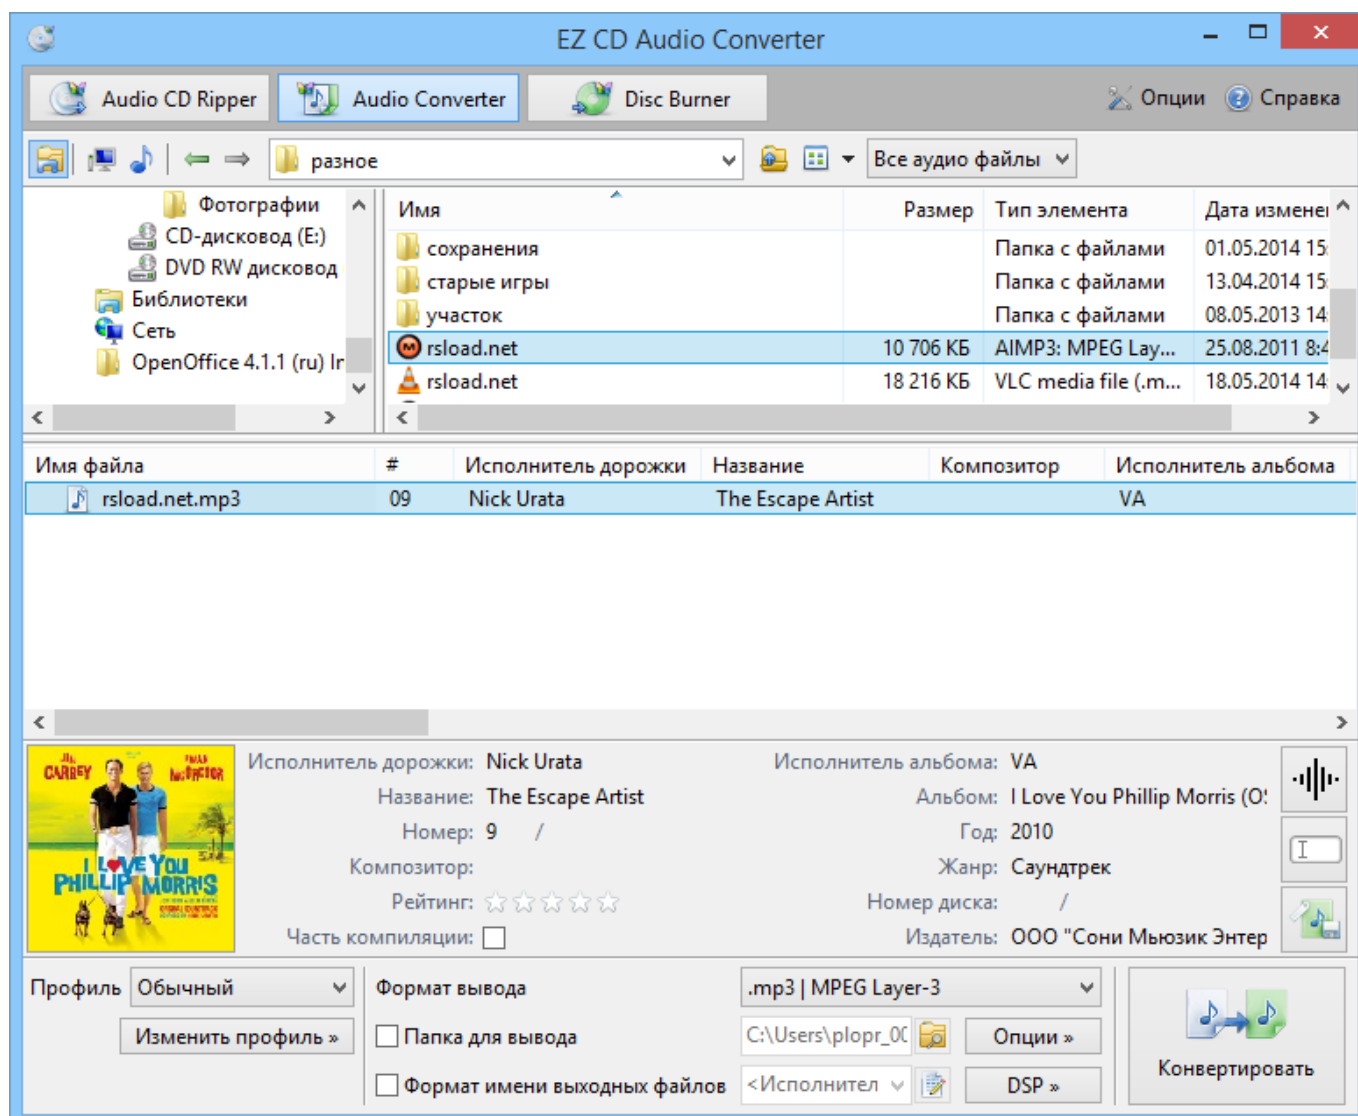 EZ CD Audio Converter
Audio CD Ripper Audio Converter Disc Burner Опции Справка
разное Все аудио файлы
Фотографии
CD-дисковод (E:)
DVD RW дисковод
Библиотеки
Сеть
OpenOffice 4.1.1 (ru) In
Имя Размер Тип элемента Дата изменен
сохранения Папка с файлами 01.05.2014 15:
старые игры Папка с файлами 13.04.2014 15:
участок Папка с файлами 08.05.2013 14:
rsload.net 10 706 КБ AIMP3: MPEG Lay... 25.08.2011 8:4
rsload.net 18 216 КБ VLC media file (.m... 18.05.2014 14:
Имя файла # Исполнитель дорожки Название Композитор Исполнитель альбома
rsload.net.mp3 09 Nick Urata The Escape Artist VA
CARREY McGREGOR
I LOVE YOU
PHILLIP MORRIS
Исполнитель дорожки: Nick Urata Исполнитель альбома: VA
Название: The Escape Artist Альбом: I Love You Phillip Morris (O
Номер: 9 / Год: 2010
Композитор: Жанр: Саундтрек
Рейтинг: Номер диска: /
Часть компиляции: Издатель: ООО "Сони Мьюзик Энтер
Профиль Обычный Формат вывода .mp3 | MPEG Layer-3
Изменить профиль » Папка для вывода C:\Users\plopr_00 Опции »
Формат имени выходных файлов <Исполнител DSP »
Конвертировать